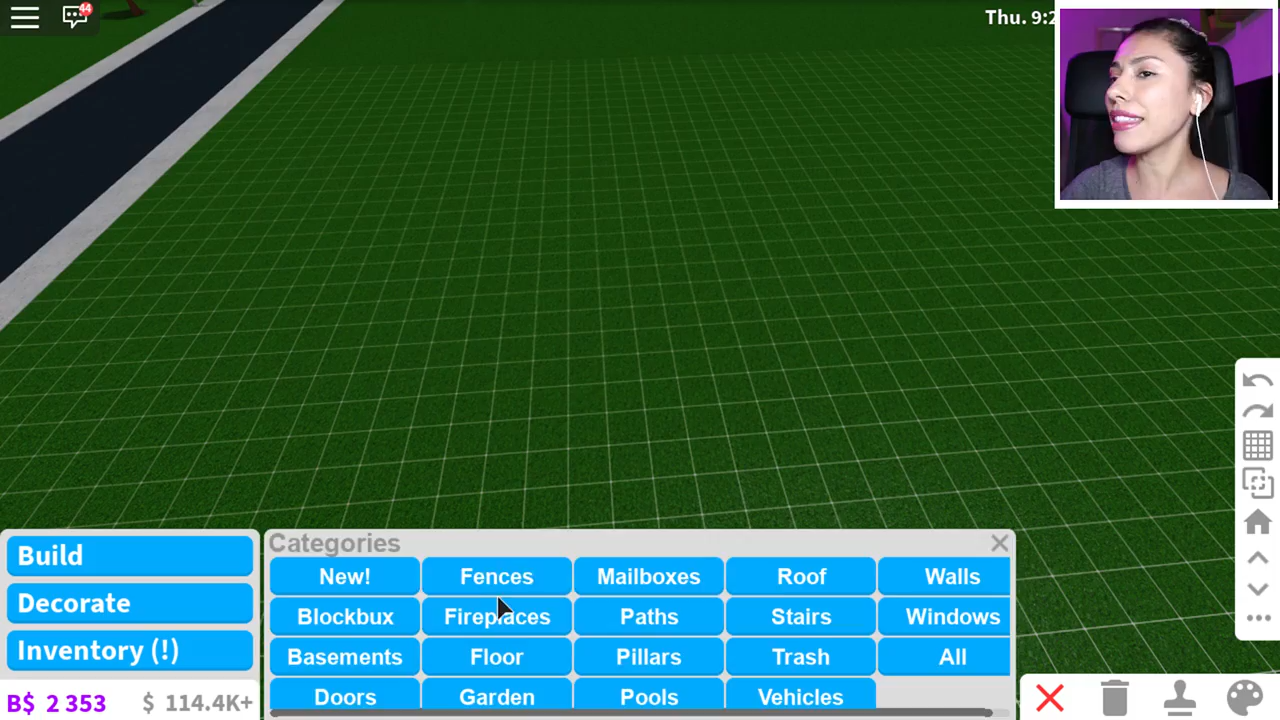 44
Thu. 9:2
Categories
New! Fences Mailboxes Roof Walls
Blockbux Fireplaces Paths Stairs Windows
Basements Floor Pillars Trash All
Doors Garden Pools Vehicles
Build
Decorate
Inventory (!)
B$ 2 353 $ 114.4K+